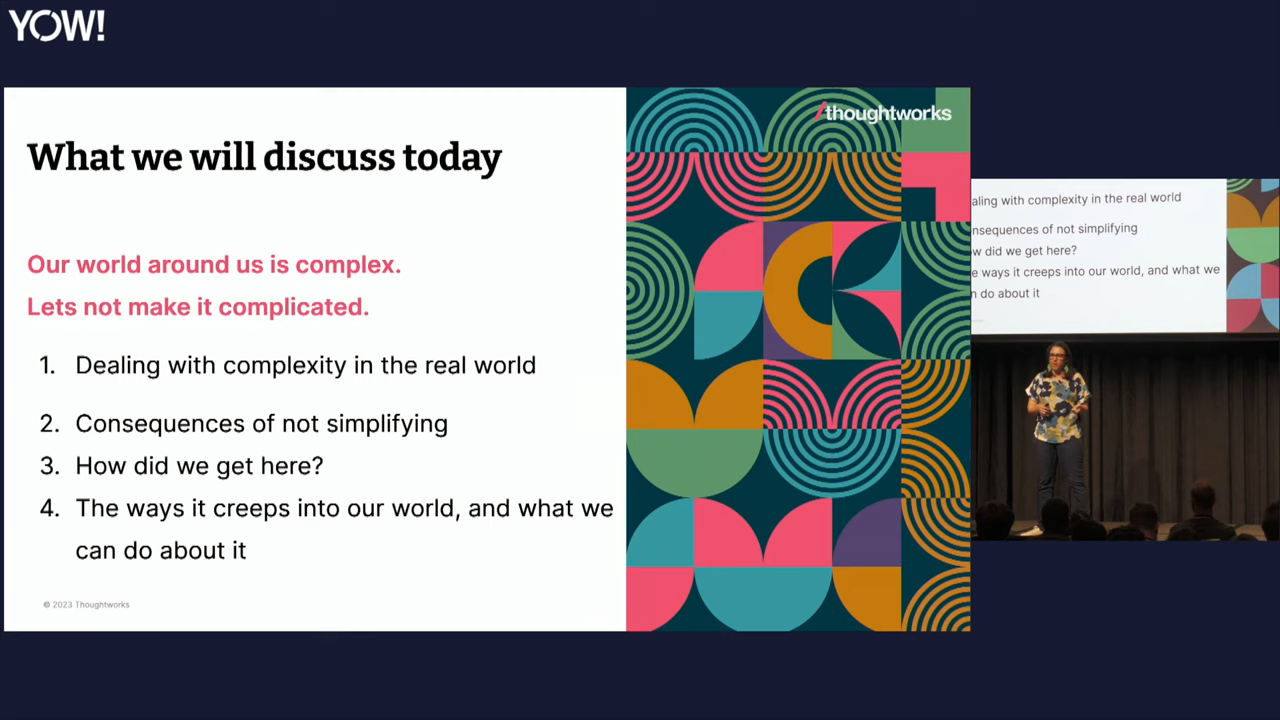 YOW!
/thoughtworks
What we will discuss today
Our world around us is complex.
Lets not make it complicated.
1. Dealing with complexity in the real world
2. Consequences of not simplifying
3. How did we get here?
4. The ways it creeps into our world, and what we
can do about it
© 2023 Thoughtworks
aling with complexity in the real world
nsequences of not simplifying
w did we get here?
e ways it creeps into our world, and what we
n do about it